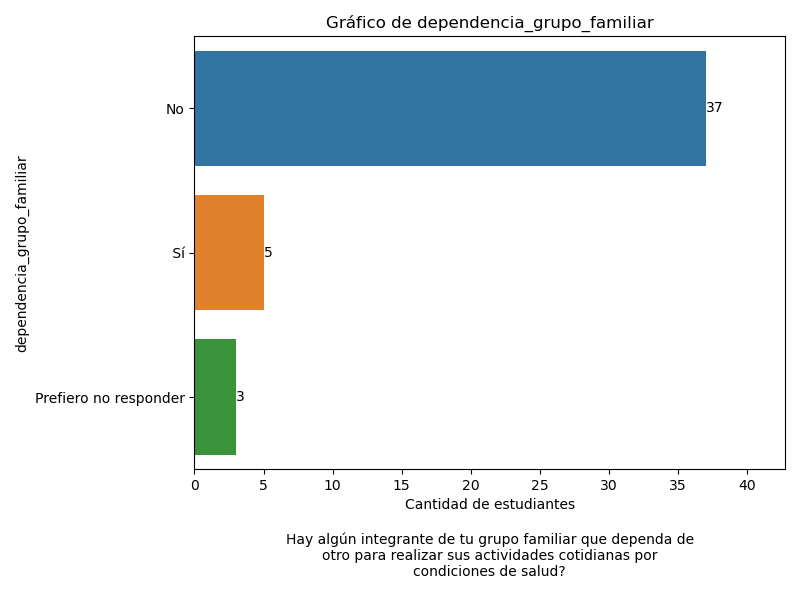 Gráfico de dependencia_grupo_familiar
dependencia_grupo_familiar
No
37
Sí
5
Prefiero no responder
3
0 5 10 15 20 25 30 35 40
Cantidad de estudiantes
Hay algún integrante de tu grupo familiar que dependa de
otro para realizar sus actividades cotidianas por
condiciones de salud?